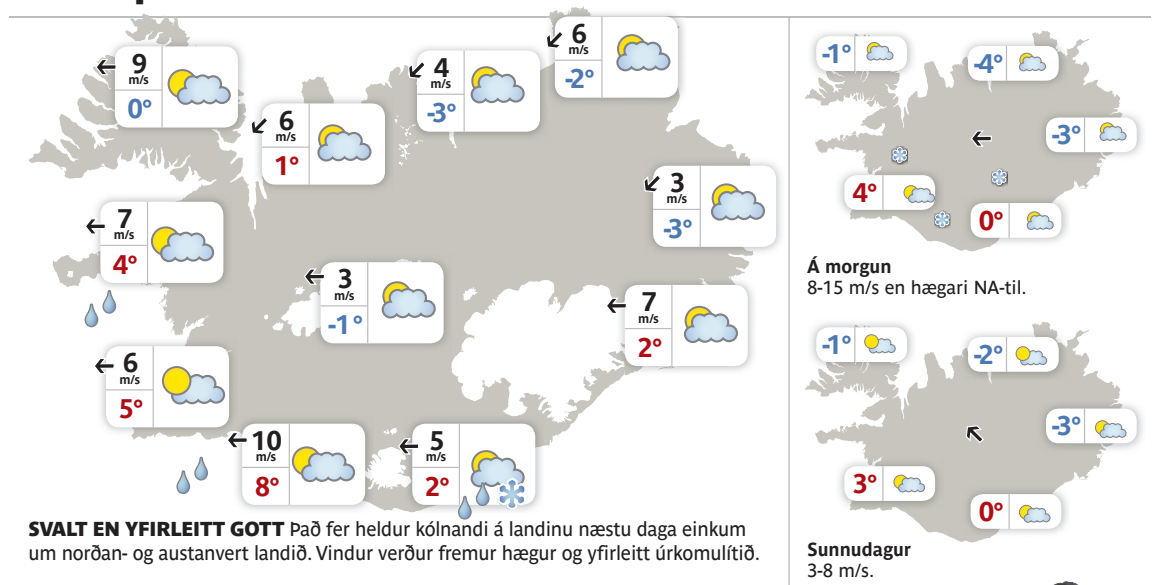 9
m/s
0°
6
m/s
1°
4
m/s
-3°
6
m/s
-2°
7
m/s
4°
3
m/s
-1°
3
m/s
-3°
7
m/s
2°
6
m/s
5°
10
m/s
8°
5
m/s
2°
SVALT EN YFIRLEITT GOTT Það fer heldur kólnandi á landinu næstu daga einkum
um norðan- og austanvert landið. Vindur verður fremur hægur og yfirleitt úrkomulítið.
-1°
-4°
-3°
4°
0°
Á morgun
8-15 m/s en hægari NA-til.
-1°
-2°
-3°
3°
0°
Sunnudagur
3-8 m/s.